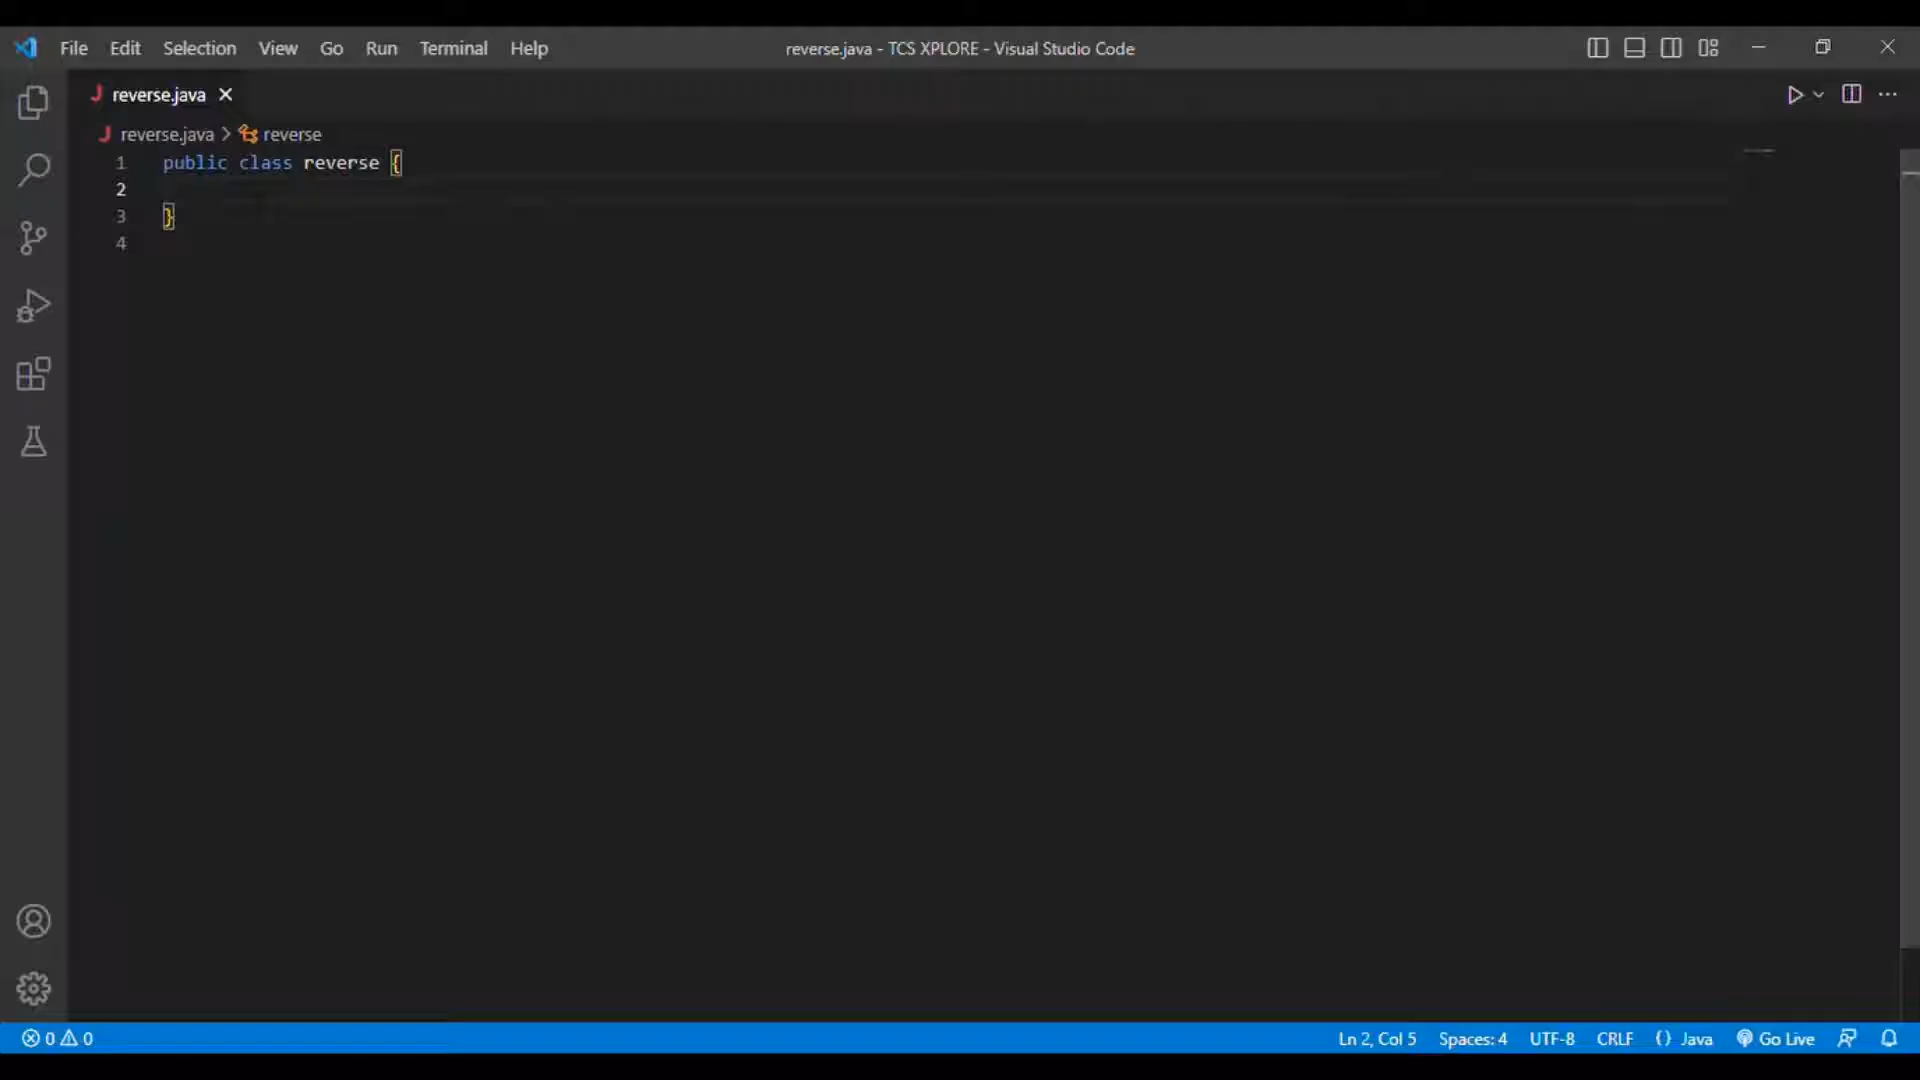 File Edit Selection View Go Run Terminal Help
reverse.java - TCS XPLORE - Visual Studio Code
reverse.java
reverse.java > reverse
1 public class reverse {
2
3 }
4
0 0
Ln 2, Col 5 Spaces: 4 UTF-8 CRLF {} Java Go Live